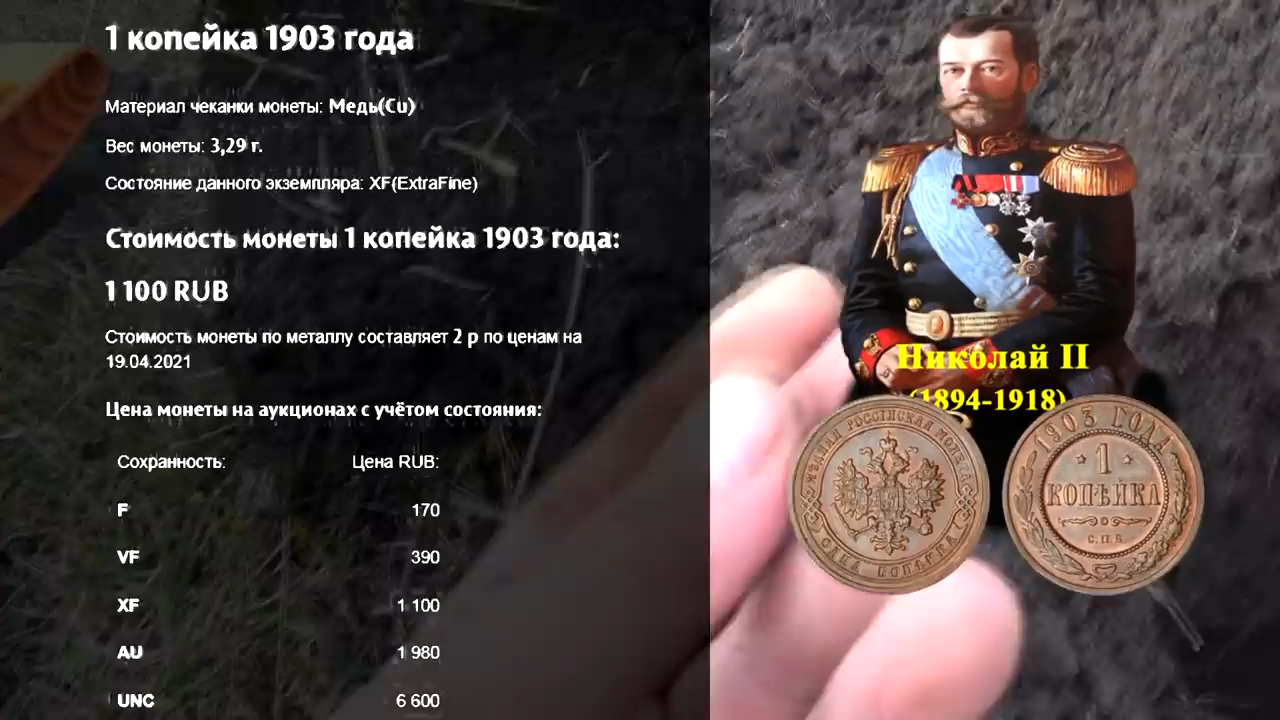 1 копейка 1903 года
Материал чеканки монеты: Медь(Cu)
Вес монеты: 3,29 г.
Состояние данного экземпляра: XF(ExtraFine)
Стоимость монеты 1 копейка 1903 года:
1 100 RUB
Стоимость монеты по металлу составляет 2 р по ценам на
19.04.2021
Цена монеты на аукционах с учётом состояния:
Сохранность: Цена RUB:
F 170
VF 390
XF 1 100
AU 1 980
UNC 6 600
Николай II
(1894-1918)
МѢДНАЯ РОССІЙСКАЯ МОНЕТА
ОДНА КОПѢЙКА
1903 ГОДА
1
КОПѢЙКА
С.П.Б.